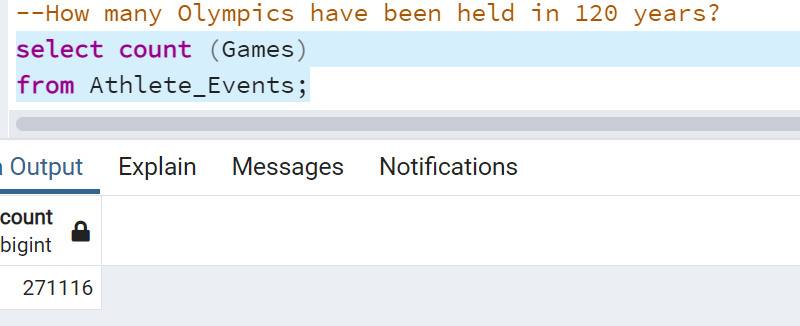 --How many Olympics have been held in 120 years?
select count (Games)
from Athlete_Events;
Output Explain Messages Notifications
count
bigint
271116